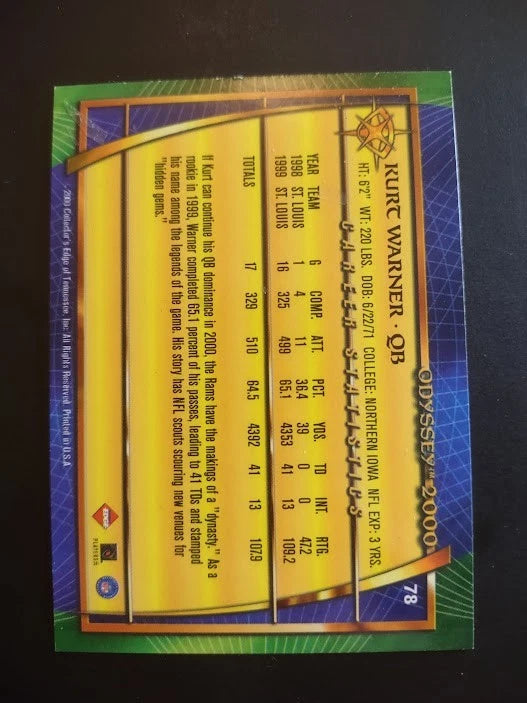 ODYSSEY™ 2000
78
KURT WARNER · QB
HT: 6'2" WT: 220 LBS. DOB: 6/22/71 COLLEGE: NORTHERN IOWA NFL EXP: 3 YRS.
CAREER STATISTICS
YEAR TEAM G COMP. ATT. PCT. YDS. TD INT. RTG.
1998 ST. LOUIS 1 4 11 36.4 39 0 0 47.2
1999 ST. LOUIS 16 325 499 65.1 4353 41 13 109.2
TOTALS 17 329 510 64.5 4392 41 13 107.9
If Kurt can continue his QB dominance in 2000, the Rams have the makings of a "dynasty." As a
rookie in 1999, Warner completed 65.1 percent of his passes, leading to 41 TDs and stamped
his name among the legends of the game. His story has NFL scouts scouring new venues for
"hidden gems."
EDGE
PLAYERS INC
2000 Collector's Edge of Tennessee, Inc. All Rights Reserved. Printed in U.S.A.